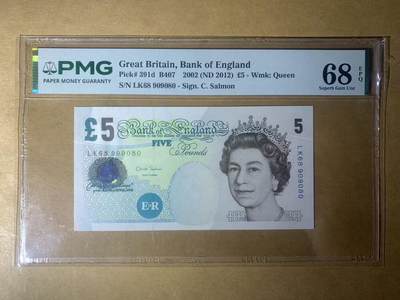 PMG
PAPER MONEY GUARANTY
Great Britain, Bank of England
Pick# 391d B407 2002 (ND 2012) £5 - Wmk: Queen
S/N LK68 909080 - Sign. C. Salmon
68 EPQ
Superb Gem Unc
£5
Bank of England
5
LK68 909080
FIVE
Pounds
LK68 909080
E R